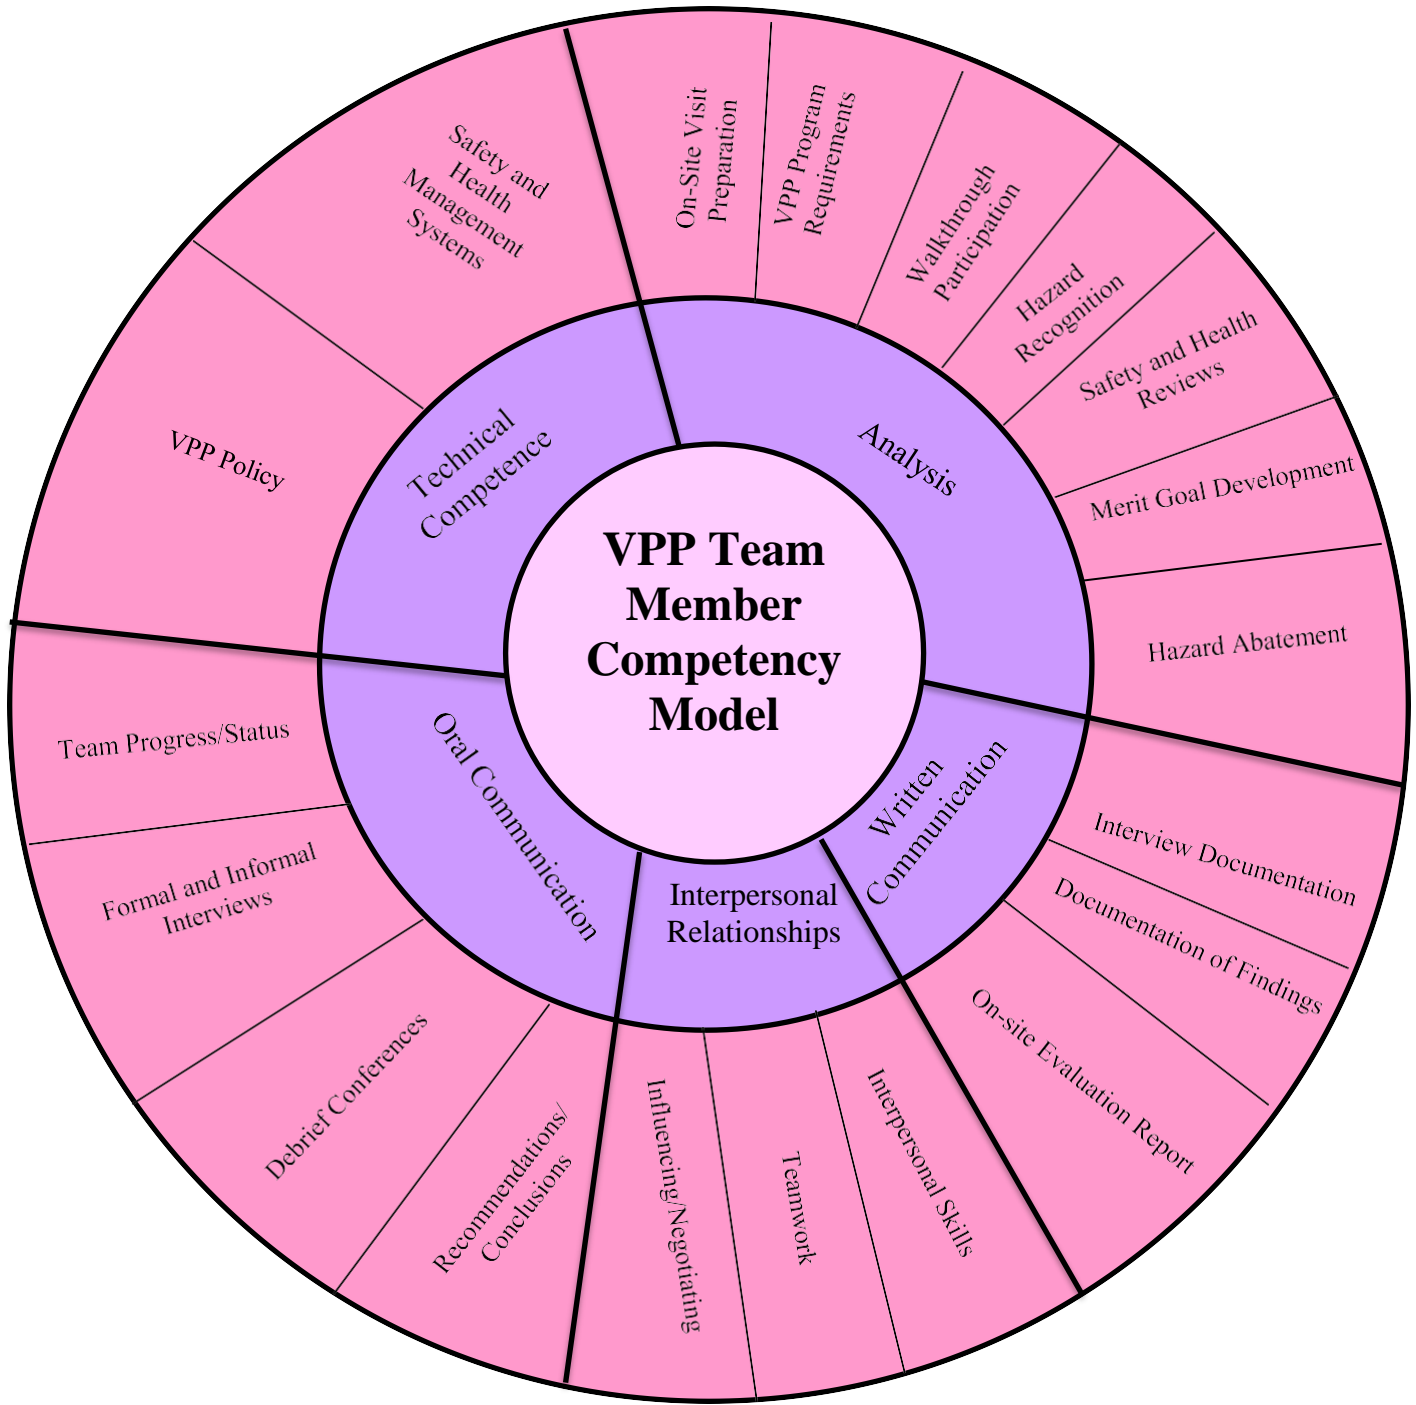 VPP Team
Member
Competency
Model
Analysis
On-Site Visit
Preparation
VPP Program
Requirements
Walkthrough
Participation
Hazard
Recognition
Safety and Health
Reviews
Merit Goal Development
Hazard Abatement
Written
Communication
Interview Documentation
Documentation of Findings
On-site Evaluation Report
Interpersonal
Relationships
Interpersonal Skills
Teamwork
Influencing/Negotiating
Oral Communication
Recommendations/
Conclusions
Debrief Conferences
Formal and Informal
Interviews
Team Progress/Status
Technical
Competence
VPP Policy
Safety and
Health
Management
Systems